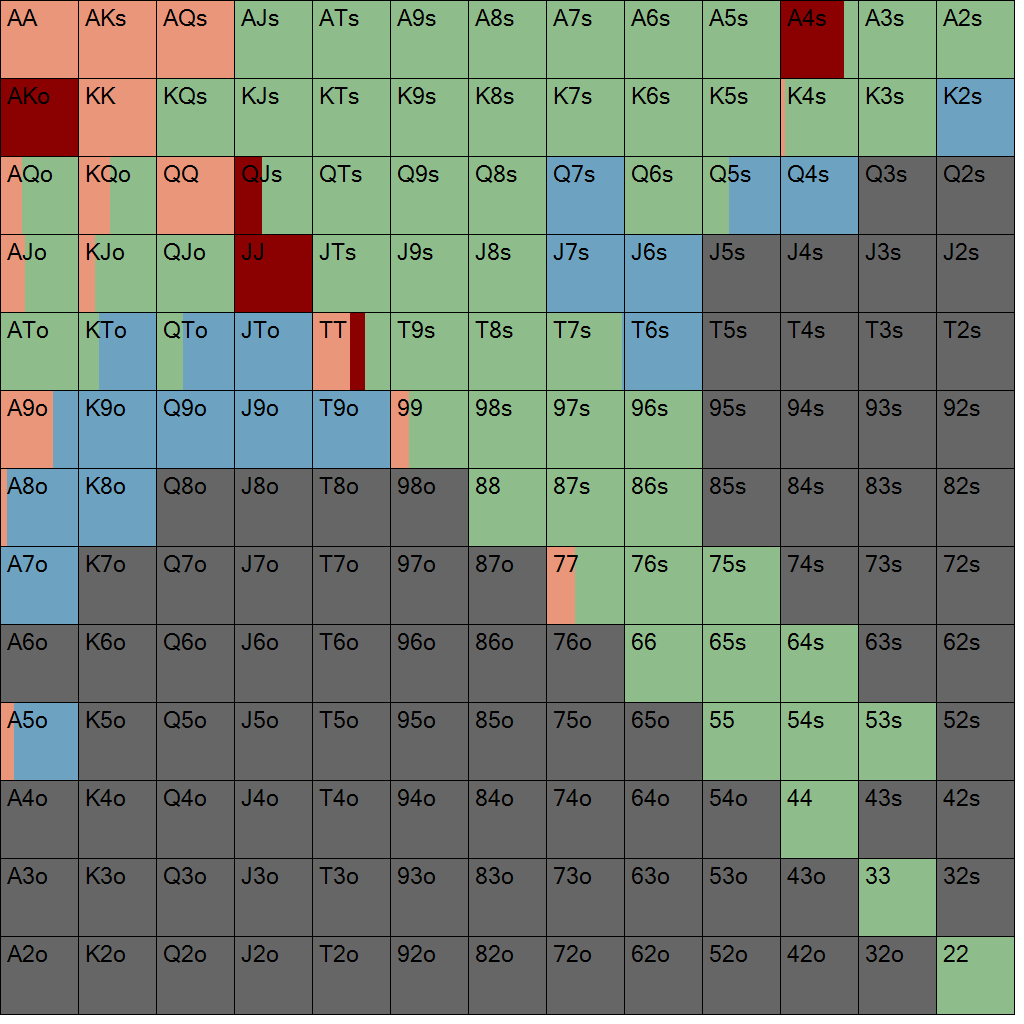 AA AKs AQs AJs ATs A9s A8s A7s A6s A5s A4s A3s A2s
AKo KK KQs KJs KTs K9s K8s K7s K6s K5s K4s K3s K2s
AQo KQo QQ QJs QTs Q9s Q8s Q7s Q6s Q5s Q4s Q3s Q2s
AJo KJo QJo JJ JTs J9s J8s J7s J6s J5s J4s J3s J2s
ATo KTo QTo JTo TT T9s T8s T7s T6s T5s T4s T3s T2s
A9o K9o Q9o J9o T9o 99 98s 97s 96s 95s 94s 93s 92s
A8o K8o Q8o J8o T8o 98o 88 87s 86s 85s 84s 83s 82s
A7o K7o Q7o J7o T7o 97o 87o 77 76s 75s 74s 73s 72s
A6o K6o Q6o J6o T6o 96o 86o 76o 66 65s 64s 63s 62s
A5o K5o Q5o J5o T5o 95o 85o 75o 65o 55 54s 53s 52s
A4o K4o Q4o J4o T4o 94o 84o 74o 64o 54o 44 43s 42s
A3o K3o Q3o J3o T3o 93o 83o 73o 63o 53o 43o 33 32s
A2o K2o Q2o J2o T2o 92o 82o 72o 62o 52o 42o 32o 22